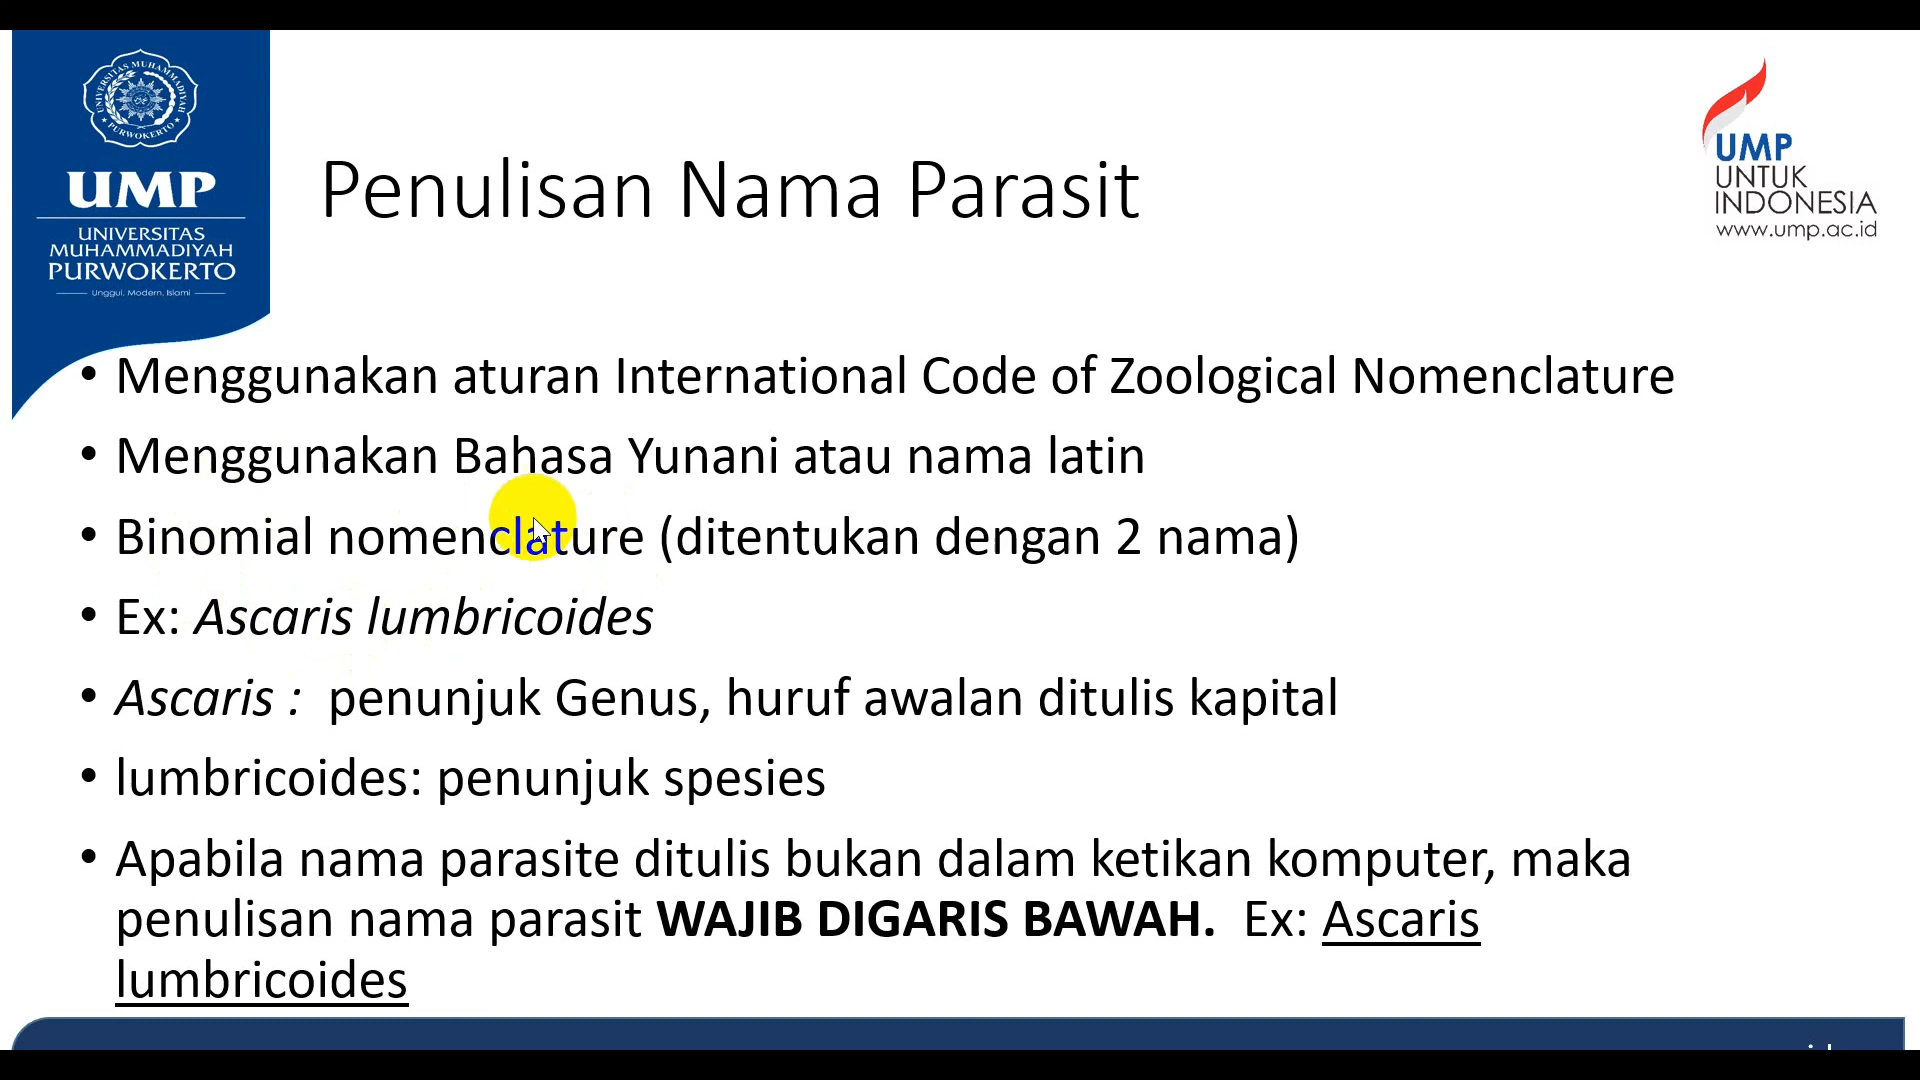 UNIVERSITAS MUHAMMADIYAH
PURWOKERTO
UMP
UNIVERSITAS
MUHAMMADIYAH
PURWOKERTO
Unggul, Modern, Islami
Penulisan Nama Parasit
UMP
UNTUK
INDONESIA
www.ump.ac.id
• Menggunakan aturan International Code of Zoological Nomenclature
• Menggunakan Bahasa Yunani atau nama latin
• Binomial nomenclature (ditentukan dengan 2 nama)
• Ex: Ascaris lumbricoides
• Ascaris : penunjuk Genus, huruf awalan ditulis kapital
• lumbricoides: penunjuk spesies
• Apabila nama parasite ditulis bukan dalam ketikan komputer, maka
penulisan nama parasit WAJIB DIGARIS BAWAH. Ex: Ascaris
lumbricoides